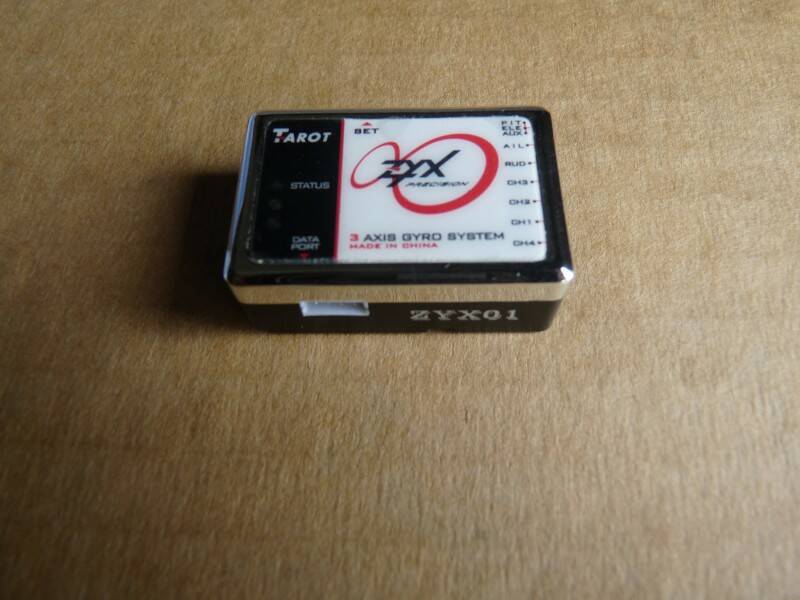 TAROT
SET
ZYX
PRECISION
STATUS
DATA
PORT
3 AXIS GYRO SYSTEM
MADE IN CHINA
PIT
ELE
AUX
AIL
RUD
CH3
CH2
CH1
CH4
ZYX01